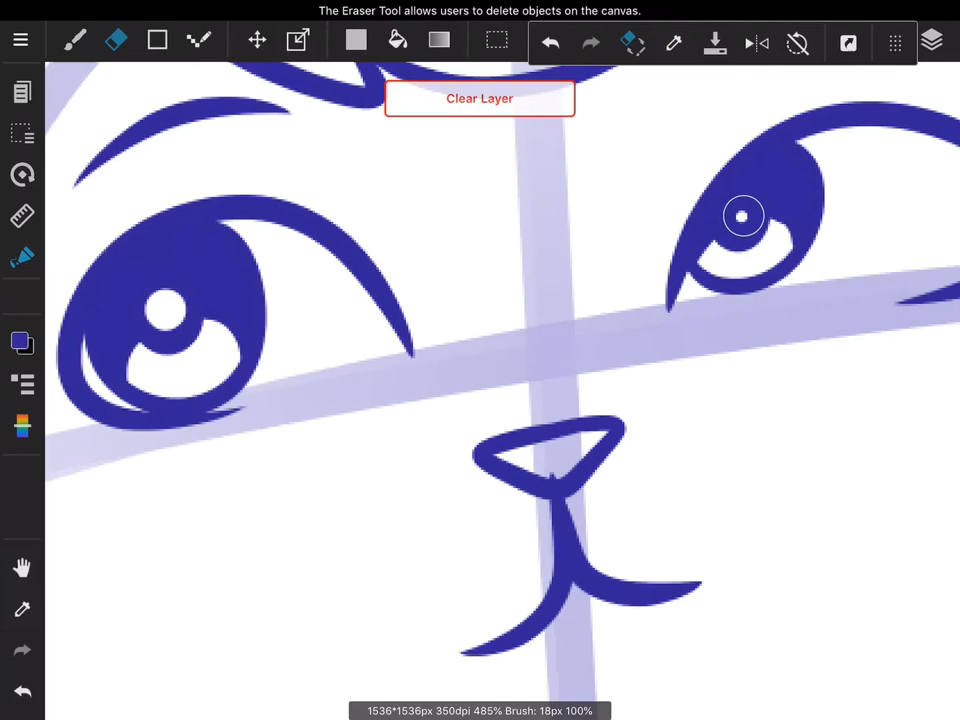 The Eraser Tool allows users to delete objects on the canvas.
Clear Layer
1536*1536px 350dpi 485% Brush: 18px 100%